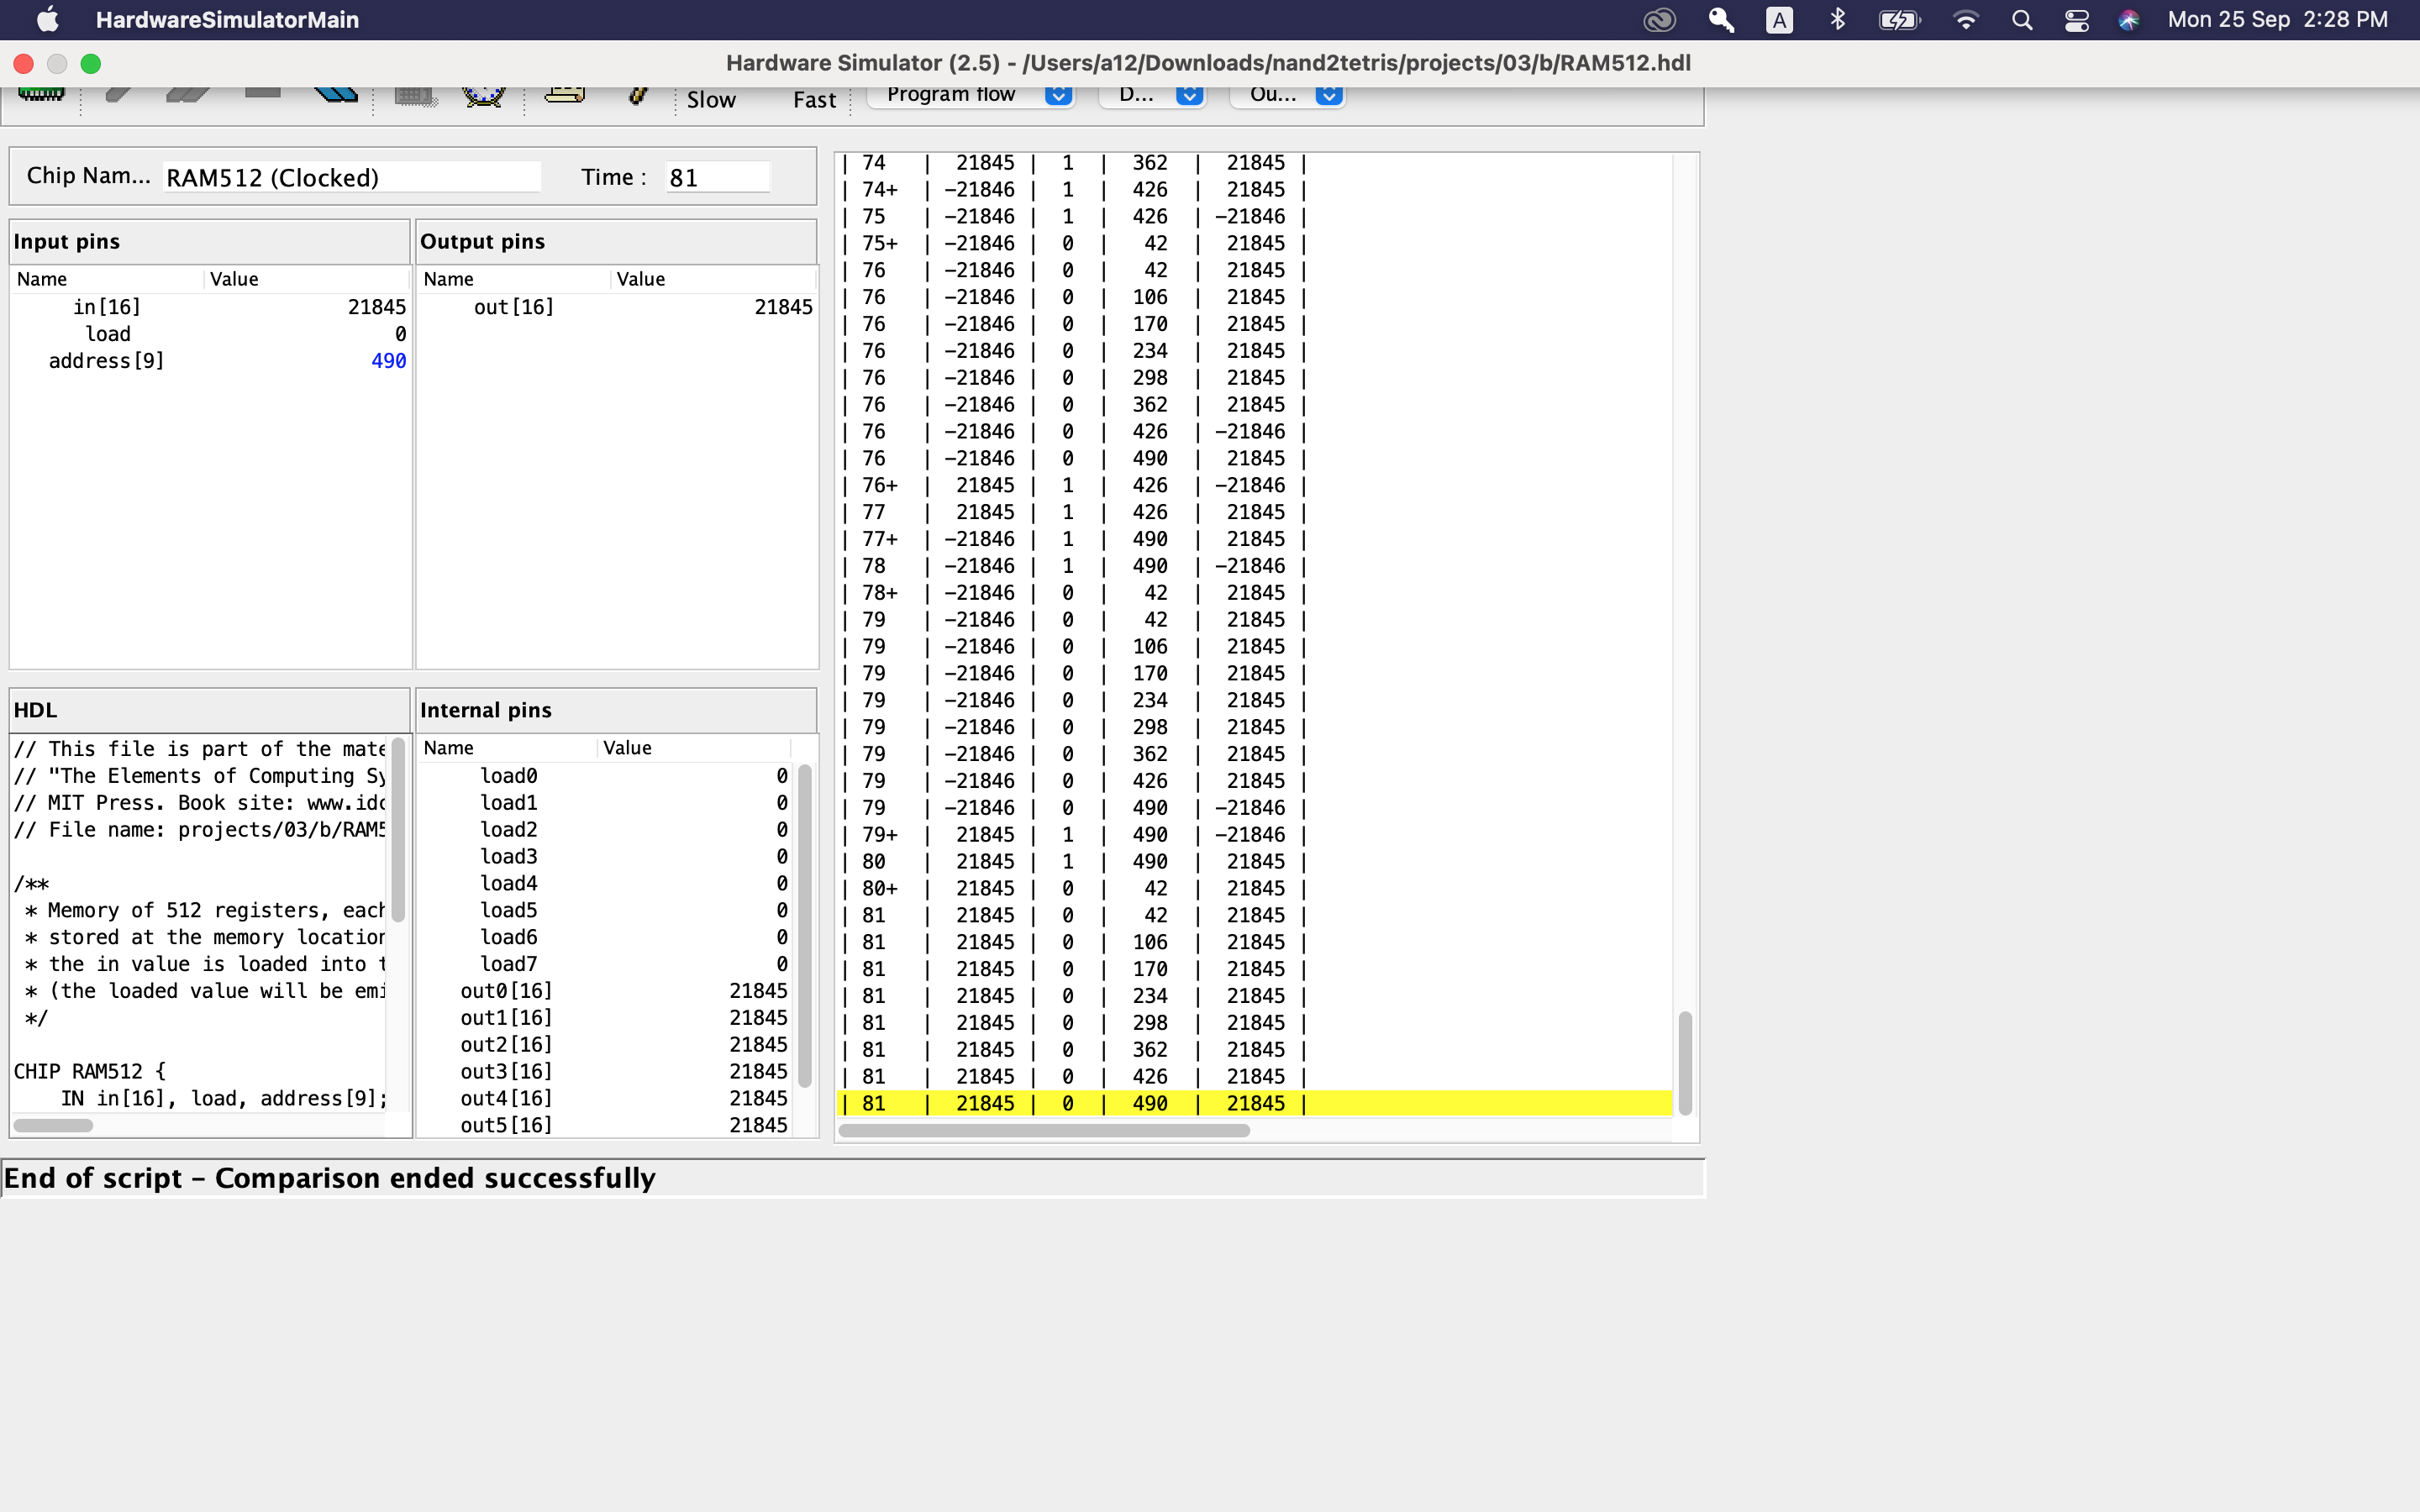 HardwareSimulatorMain
A
Mon 25 Sep 2:28 PM
Hardware Simulator (2.5) - /Users/a12/Downloads/nand2tetris/projects/03/b/RAM512.hdl
Slow Fast Program flow D... Ou...
Chip Nam... RAM512 (Clocked) Time : 81
Input pins
Name Value
in[16] 21845
load 0
address[9] 490
Output pins
Name Value
out[16] 21845
HDL
// This file is part of the mate
// "The Elements of Computing Sy
// MIT Press. Book site: www.idc
// File name: projects/03/b/RAM5
/**
* Memory of 512 registers, each
* stored at the memory location
* the in value is loaded into t
* (the loaded value will be emi
*/
CHIP RAM512 {
IN in[16], load, address[9];
Internal pins
Name Value
load0 0
load1 0
load2 0
load3 0
load4 0
load5 0
load6 0
load7 0
out0[16] 21845
out1[16] 21845
out2[16] 21845
out3[16] 21845
out4[16] 21845
out5[16] 21845
| 74 | 21845 | 1 | 362 | 21845 |
| 74+ | -21846 | 1 | 426 | 21845 |
| 75 | -21846 | 1 | 426 | -21846 |
| 75+ | -21846 | 0 | 42 | 21845 |
| 76 | -21846 | 0 | 42 | 21845 |
| 76 | -21846 | 0 | 106 | 21845 |
| 76 | -21846 | 0 | 170 | 21845 |
| 76 | -21846 | 0 | 234 | 21845 |
| 76 | -21846 | 0 | 298 | 21845 |
| 76 | -21846 | 0 | 362 | 21845 |
| 76 | -21846 | 0 | 426 | -21846 |
| 76 | -21846 | 0 | 490 | 21845 |
| 76+ | 21845 | 1 | 426 | -21846 |
| 77 | 21845 | 1 | 426 | 21845 |
| 77+ | -21846 | 1 | 490 | 21845 |
| 78 | -21846 | 1 | 490 | -21846 |
| 78+ | -21846 | 0 | 42 | 21845 |
| 79 | -21846 | 0 | 42 | 21845 |
| 79 | -21846 | 0 | 106 | 21845 |
| 79 | -21846 | 0 | 170 | 21845 |
| 79 | -21846 | 0 | 234 | 21845 |
| 79 | -21846 | 0 | 298 | 21845 |
| 79 | -21846 | 0 | 362 | 21845 |
| 79 | -21846 | 0 | 426 | 21845 |
| 79 | -21846 | 0 | 490 | -21846 |
| 79+ | 21845 | 1 | 490 | -21846 |
| 80 | 21845 | 1 | 490 | 21845 |
| 80+ | 21845 | 0 | 42 | 21845 |
| 81 | 21845 | 0 | 42 | 21845 |
| 81 | 21845 | 0 | 106 | 21845 |
| 81 | 21845 | 0 | 170 | 21845 |
| 81 | 21845 | 0 | 234 | 21845 |
| 81 | 21845 | 0 | 298 | 21845 |
| 81 | 21845 | 0 | 362 | 21845 |
| 81 | 21845 | 0 | 426 | 21845 |
| 81 | 21845 | 0 | 490 | 21845 |
End of script - Comparison ended successfully